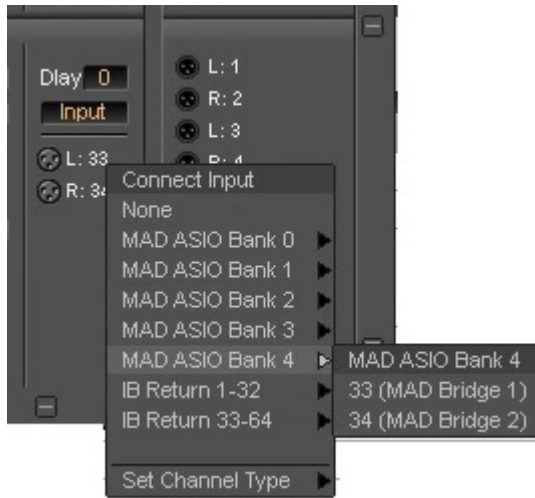 Dlay 0
Input
L: 33
R: 34
L: 1
R: 2
L: 3
R: 4
Connect Input
None
MAD ASIO Bank 0
MAD ASIO Bank 1
MAD ASIO Bank 2
MAD ASIO Bank 3
MAD ASIO Bank 4
IB Return 1-32
IB Return 33-64
Set Channel Type
MAD ASIO Bank 4
33 (MAD Bridge 1)
34 (MAD Bridge 2)